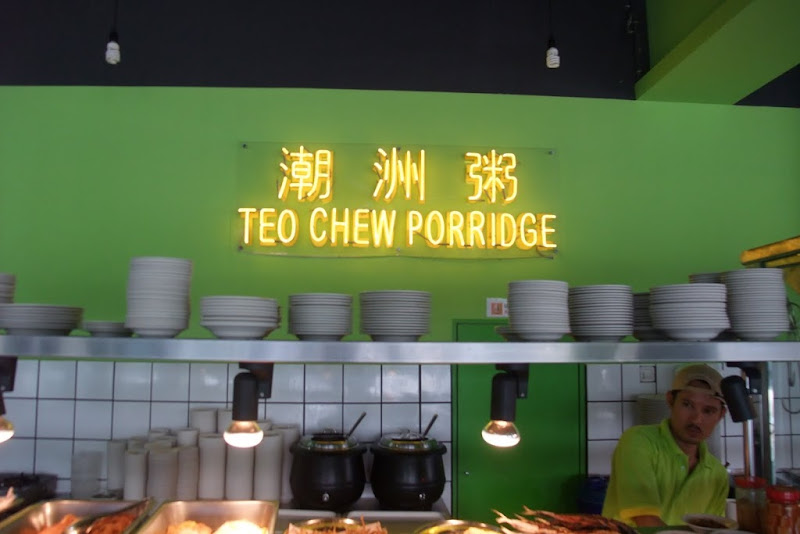 潮洲粥
TEO CHEW PORRIDGE